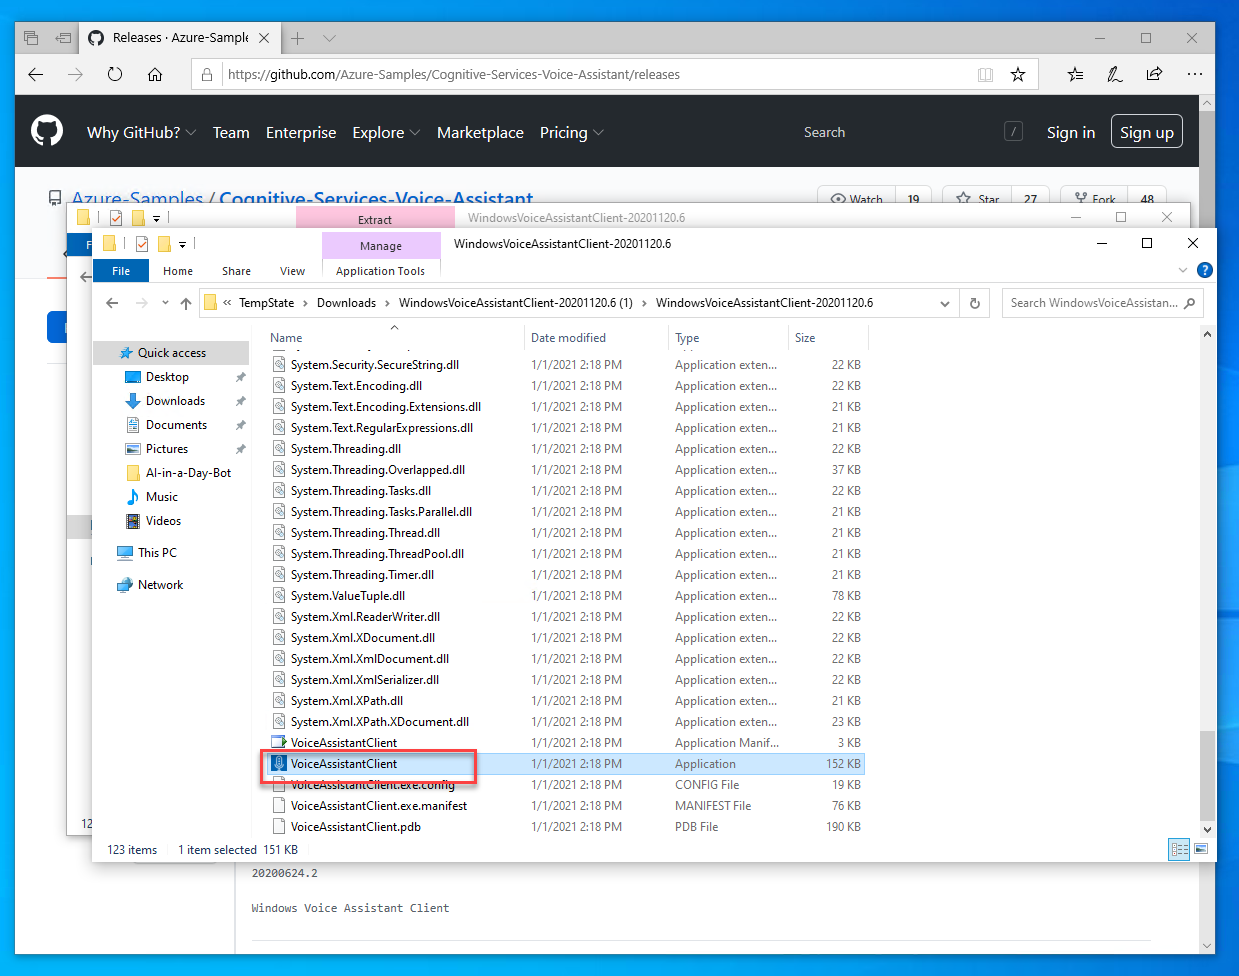 Releases · Azure-Sample
https://github.com/Azure-Samples/Cognitive-Services-Voice-Assistant/releases
Why GitHub? Team Enterprise Explore Marketplace Pricing Search / Sign in Sign up
Azure-Samples / Cognitive-Services-Voice-Assistant Watch 19 Star 27 Fork 48
Extract WindowsVoiceAssistantClient-20201120.6
F
Manage WindowsVoiceAssistantClient-20201120.6
File Home Share View Application Tools ?
« TempState > Downloads > WindowsVoiceAssistantClient-20201120.6 (1) > WindowsVoiceAssistantClient-20201120.6 Search WindowsVoiceAssistan...
Name Date modified Type Size
Quick access
Desktop
Downloads
Documents
Pictures
AI-in-a-Day-Bot
Music
Videos
This PC
Network
System.Security.SecureString.dll 1/1/2021 2:18 PM Application exten... 22 KB
System.Text.Encoding.dll 1/1/2021 2:18 PM Application exten... 22 KB
System.Text.Encoding.Extensions.dll 1/1/2021 2:18 PM Application exten... 21 KB
System.Text.RegularExpressions.dll 1/1/2021 2:18 PM Application exten... 21 KB
System.Threading.dll 1/1/2021 2:18 PM Application exten... 22 KB
System.Threading.Overlapped.dll 1/1/2021 2:18 PM Application exten... 37 KB
System.Threading.Tasks.dll 1/1/2021 2:18 PM Application exten... 22 KB
System.Threading.Tasks.Parallel.dll 1/1/2021 2:18 PM Application exten... 21 KB
System.Threading.Thread.dll 1/1/2021 2:18 PM Application exten... 21 KB
System.Threading.ThreadPool.dll 1/1/2021 2:18 PM Application exten... 21 KB
System.Threading.Timer.dll 1/1/2021 2:18 PM Application exten... 21 KB
System.ValueTuple.dll 1/1/2021 2:18 PM Application exten... 78 KB
System.Xml.ReaderWriter.dll 1/1/2021 2:18 PM Application exten... 22 KB
System.Xml.XDocument.dll 1/1/2021 2:18 PM Application exten... 22 KB
System.Xml.XmlDocument.dll 1/1/2021 2:18 PM Application exten... 22 KB
System.Xml.XmlSerializer.dll 1/1/2021 2:18 PM Application exten... 22 KB
System.Xml.XPath.dll 1/1/2021 2:18 PM Application exten... 21 KB
System.Xml.XPath.XDocument.dll 1/1/2021 2:18 PM Application exten... 23 KB
VoiceAssistantClient 1/1/2021 2:18 PM Application Manif... 3 KB
VoiceAssistantClient 1/1/2021 2:18 PM Application 152 KB
VoiceAssistantClient.exe.config 1/1/2021 2:18 PM CONFIG File 19 KB
VoiceAssistantClient.exe.manifest 1/1/2021 2:18 PM MANIFEST File 76 KB
VoiceAssistantClient.pdb 1/1/2021 2:18 PM PDB File 190 KB
12
123 items 1 item selected 151 KB
20200624.2
Windows Voice Assistant Client